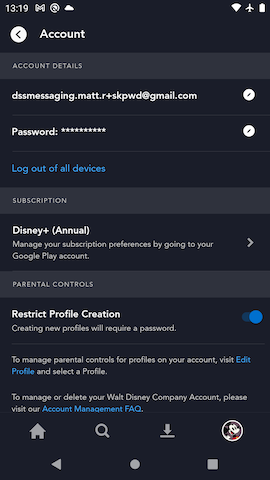 13:19
Account
ACCOUNT DETAILS
dssmessaging.matt.r+skpwd@gmail.com
Password: **********
Log out of all devices
SUBSCRIPTION
Disney+ (Annual)
Manage your subscription preferences by going to your
Google Play account.
PARENTAL CONTROLS
Restrict Profile Creation
Creating new profiles will require a password.
To manage parental controls for profiles on your account, visit Edit
Profile and select a Profile.
To manage or delete your Walt Disney Company Account, please
visit our Account Management FAQ.